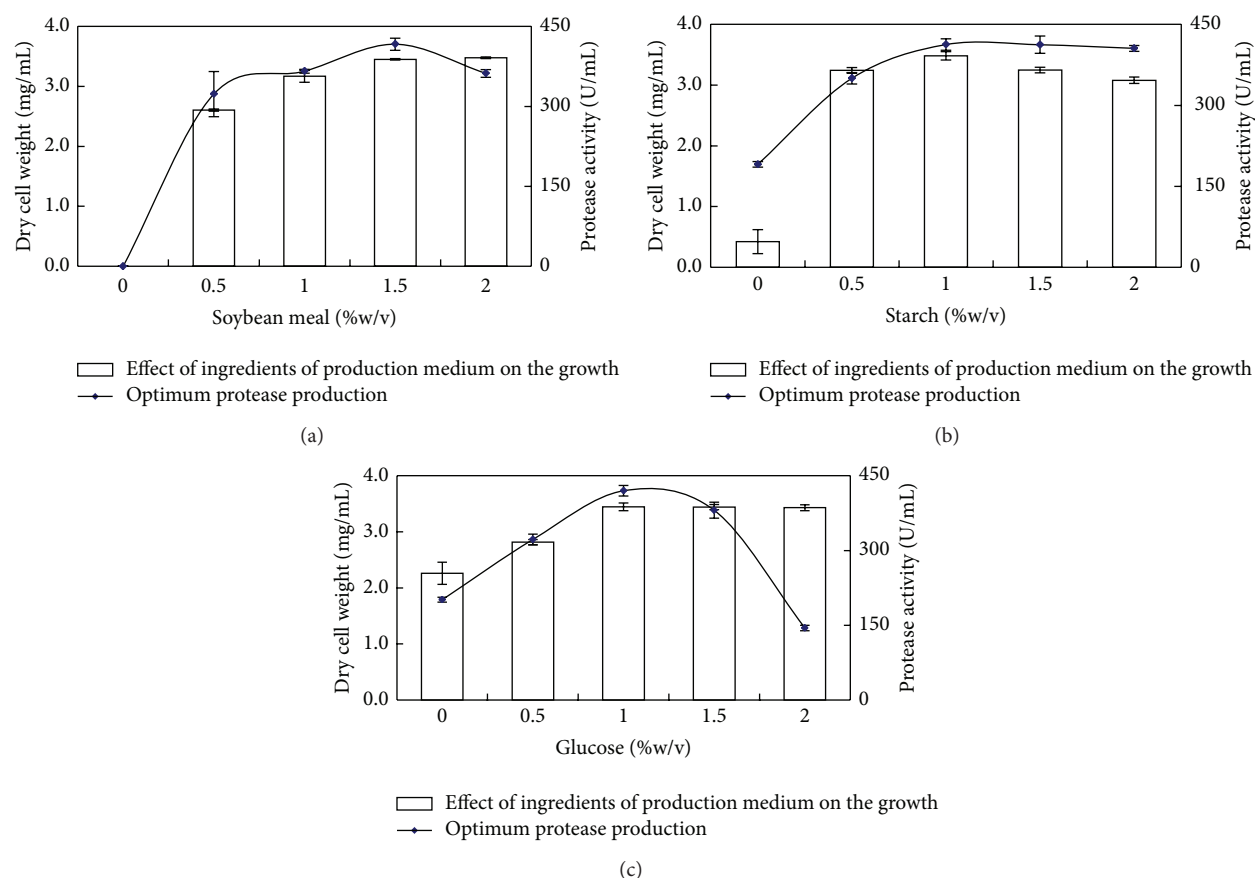 4.0
3.0
2.0
1.0
0.0
Dry cell weight (mg/mL)
450
300
150
0
Protease activity (U/mL)
0 0.5 1 1.5 2
Soybean meal (%w/v)
Effect of ingredients of production medium on the growth
Optimum protease production
(a)
4.0
3.0
2.0
1.0
0.0
Dry cell weight (mg/mL)
450
300
150
0
Protease activity (U/mL)
0 0.5 1 1.5 2
Starch (%w/v)
Effect of ingredients of production medium on the growth
Optimum protease production
(b)
4.0
3.0
2.0
1.0
0.0
Dry cell weight (mg/mL)
450
300
150
0
Protease activity (U/mL)
0 0.5 1 1.5 2
Glucose (%w/v)
Effect of ingredients of production medium on the growth
Optimum protease production
(c)